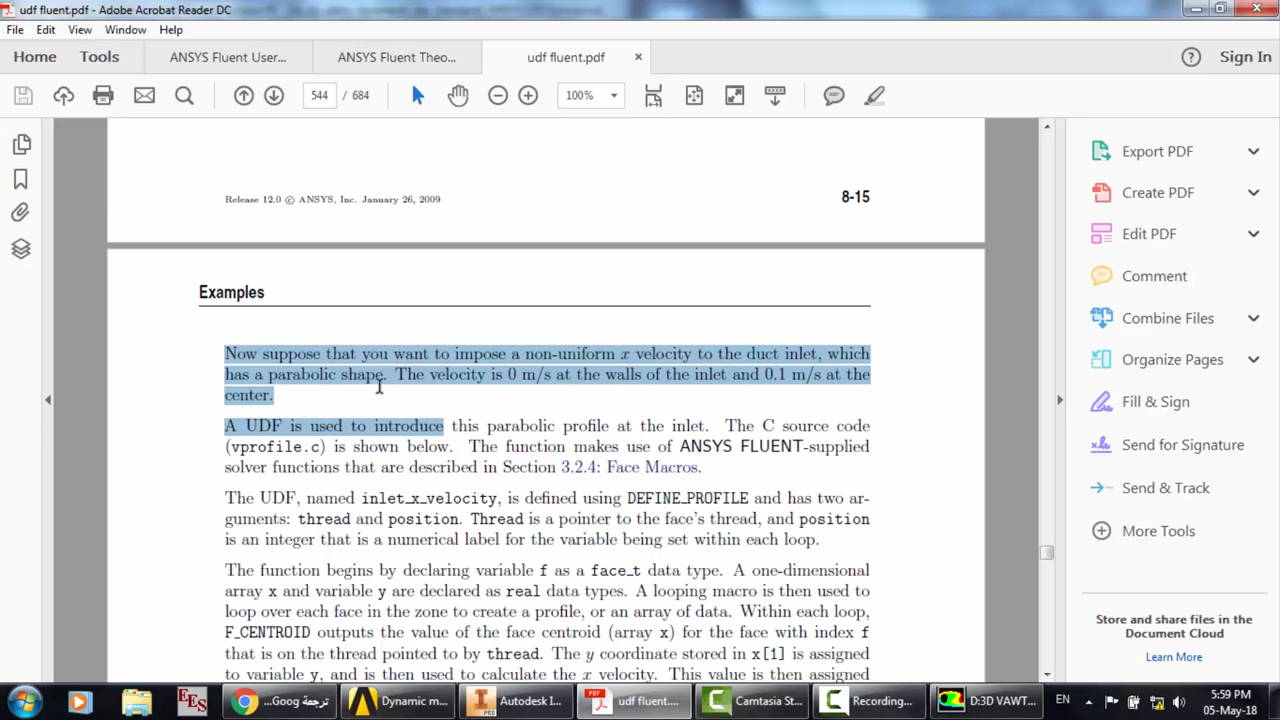 udf fluent.pdf - Adobe Acrobat Reader DC
File Edit View Window Help
Home Tools ANSYS Fluent User... ANSYS Fluent Theo... udf fluent.pdf × Sign In
544 / 684 100%
Release 12.0 © ANSYS, Inc. January 26, 2009 8-15
Examples
Now suppose that you want to impose a non-uniform x velocity to the duct inlet, which
has a parabolic shape. The velocity is 0 m/s at the walls of the inlet and 0.1 m/s at the
center.
A UDF is used to introduce this parabolic profile at the inlet. The C source code
(vprofile.c) is shown below. The function makes use of ANSYS FLUENT-supplied
solver functions that are described in Section 3.2.4: Face Macros.
The UDF, named inlet_x_velocity, is defined using DEFINE_PROFILE and has two ar-
guments: thread and position. Thread is a pointer to the face's thread, and position
is an integer that is a numerical label for the variable being set within each loop.
The function begins by declaring variable f as a face_t data type. A one-dimensional
array x and variable y are declared as real data types. A looping macro is then used to
loop over each face in the zone to create a profile, or an array of data. Within each loop,
F_CENTROID outputs the value of the face centroid (array x) for the face with index f
that is on the thread pointed to by thread. The y coordinate stored in x[1] is assigned
to variable y, and is then used to calculate the x velocity. This value is then assigned
Export PDF
Create PDF
Edit PDF
Comment
Combine Files
Organize Pages
Fill & Sign
Send for Signature
Send & Track
More Tools
Store and share files in the
Document Cloud
Learn More
EES ترجمة Goog... Dynamic m... Autodesk I... PDF udf fluent.... Camtasia St... Recording... D:3D VAWT... EN 5:59 PM
05-May-18